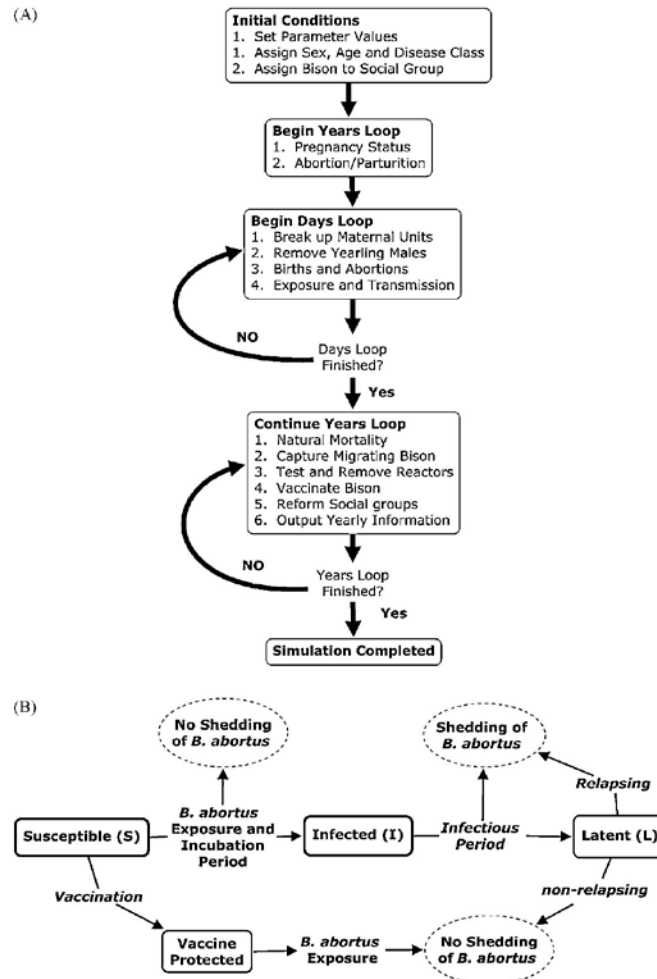 (A)
Initial Conditions
1. Set Parameter Values
1. Assign Sex, Age and Disease Class
2. Assign Bison to Social Group
Begin Years Loop
1. Pregnancy Status
2. Abortion/Parturition
Begin Days Loop
1. Break up Maternal Units
2. Remove Yearling Males
3. Births and Abortions
4. Exposure and Transmission
NO
Days Loop
Finished?
Yes
Continue Years Loop
1. Natural Mortality
2. Capture Migrating Bison
3. Test and Remove Reactors
4. Vaccinate Bison
5. Reform Social groups
6. Output Yearly Information
NO
Years Loop
Finished?
Yes
Simulation Completed
(B)
No Shedding
of B. abortus
Shedding of
B. abortus
Relapsing
Susceptible (S)
B. abortus
Exposure and
Incubation
Period
Infected (I)
Infectious
Period
Latent (L)
Vaccination
non-relapsing
Vaccine
Protected
B. abortus
Exposure
No Shedding
of B. abortus